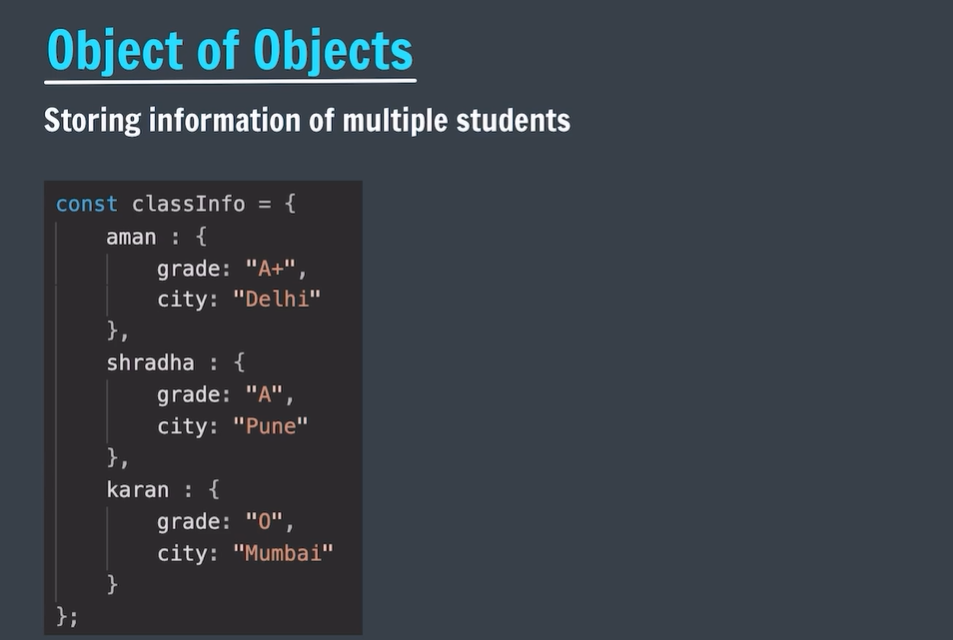 Object of Objects
Storing information of multiple students
const classInfo = {
    aman : {
        grade: "A+",
        city: "Delhi"
    },
    shradha : {
        grade: "A",
        city: "Pune"
    },
    karan : {
        grade: "O",
        city: "Mumbai"
    }
};